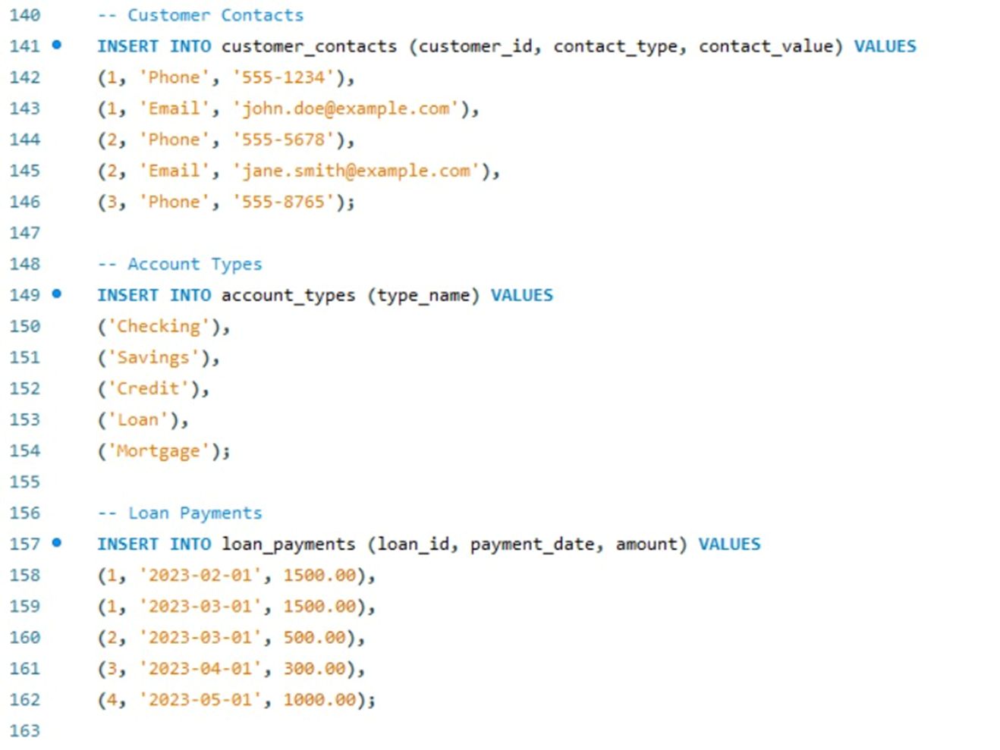 140 -- Customer Contacts
141 INSERT INTO customer_contacts (customer_id, contact_type, contact_value) VALUES
142 (1, 'Phone', '555-1234'),
143 (1, 'Email', 'john.doe@example.com'),
144 (2, 'Phone', '555-5678'),
145 (2, 'Email', 'jane.smith@example.com'),
146 (3, 'Phone', '555-8765');
147
148 -- Account Types
149 INSERT INTO account_types (type_name) VALUES
150 ('Checking'),
151 ('Savings'),
152 ('Credit'),
153 ('Loan'),
154 ('Mortgage');
155
156 -- Loan Payments
157 INSERT INTO loan_payments (loan_id, payment_date, amount) VALUES
158 (1, '2023-02-01', 1500.00),
159 (1, '2023-03-01', 1500.00),
160 (2, '2023-03-01', 500.00),
161 (3, '2023-04-01', 300.00),
162 (4, '2023-05-01', 1000.00);
163